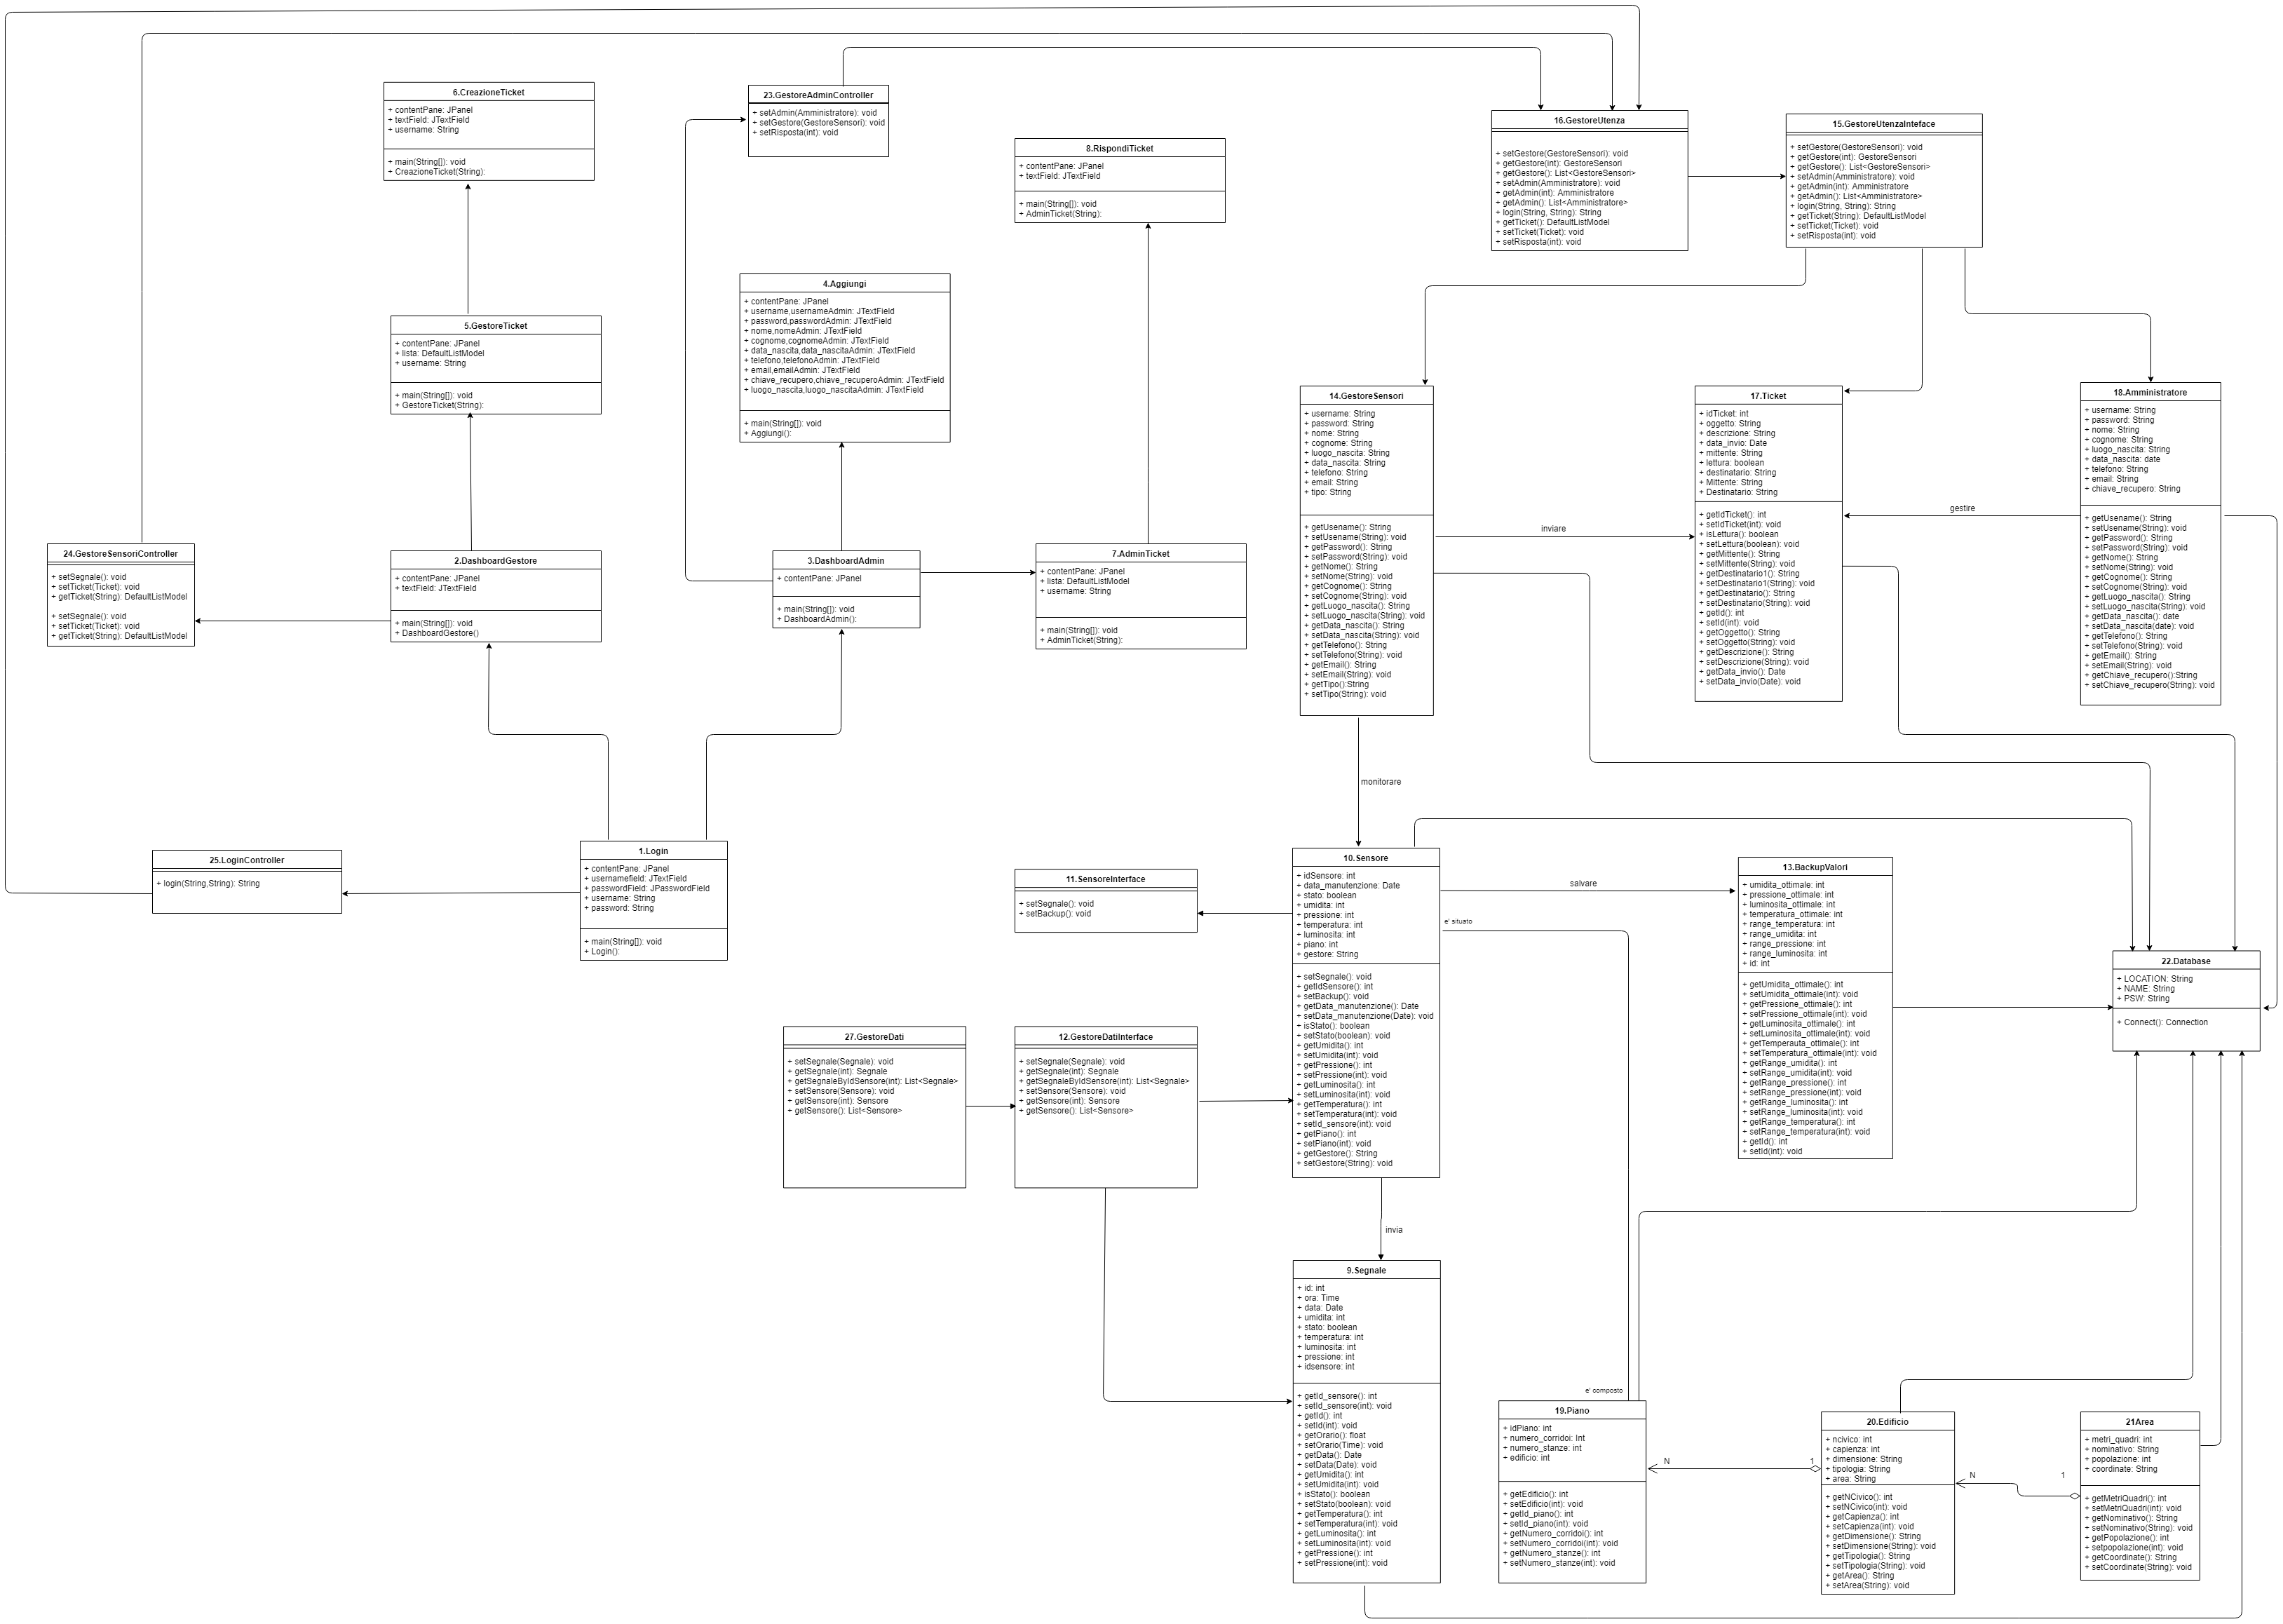 6.CreazioneTicket
+ contentPane: JPanel
+ textField: JTextField
+ username: String
+ main(String[]): void
+ CreazioneTicket(String):
23.GestoreAdminController
+ setAdmin(Amministratore): void
+ setGestore(GestoreSensori): void
+ setRisposta(int): void
8.RispondiTicket
+ contentPane: JPanel
+ textField: JTextField
+ main(String[]): void
+ AdminTicket(String):
16.GestoreUtenza
+ setGestore(GestoreSensori): void
+ getGestore(int): GestoreSensori
+ getGestore(): List<GestoreSensori>
+ setAdmin(Amministratore): void
+ getAdmin(int): Amministratore
+ getAdmin(): List<Amministratore>
+ login(String, String): String
+ getTicket(): DefaultListModel
+ setTicket(Ticket): void
+ setRisposta(int): void
15.GestoreUtenzaInteface
+ setGestore(GestoreSensori): void
+ getGestore(int): GestoreSensori
+ getGestore(): List<GestoreSensori>
+ setAdmin(Amministratore): void
+ getAdmin(int): Amministratore
+ getAdmin(): List<Amministratore>
+ login(String, String): String
+ getTicket(String): DefaultListModel
+ setTicket(Ticket): void
+ setRisposta(int): void
4.Aggiungi
+ contentPane: JPanel
+ username,usernameAdmin: JTextField
+ password,passwordAdmin: JTextField
+ nome,nomeAdmin: JTextField
+ cognome,cognomeAdmin: JTextField
+ data_nascita,data_nascitaAdmin: JTextField
+ telefono,telefonoAdmin: JTextField
+ email,emailAdmin: JTextField
+ chiave_recupero,chiave_recuperoAdmin: JTextField
+ luogo_nascita,luogo_nascitaAdmin: JTextField
+ main(String[]): void
+ Aggiungi():
5.GestoreTicket
+ contentPane: JPanel
+ lista: DefaultListModel
+ username: String
+ main(String[]): void
+ GestoreTicket(String):
14.GestoreSensori
+ username: String
+ password: String
+ nome: String
+ cognome: String
+ luogo_nascita: String
+ data_nascita: String
+ telefono: String
+ email: String
+ tipo: String
+ getUsename(): String
+ setUsename(String): void
+ getPassword(): String
+ setPassword(String): void
+ getNome(): String
+ setNome(String): void
+ getCognome(): String
+ setCognome(String): void
+ getLuogo_nascita(): String
+ setLuogo_nascita(String): void
+ getData_nascita(): String
+ setData_nascita(String): void
+ getTelefono(): String
+ setTelefono(String): void
+ getEmail(): String
+ setEmail(String): void
+ getTipo():String
+ setTipo(String): void
inviare
17.Ticket
+ idTicket: int
+ oggetto: String
+ descrizione: String
+ data_invio: Date
+ mittente: String
+ lettura: boolean
+ destinatario: String
+ Mittente: String
+ Destinatario: String
+ getIdTicket(): int
+ setIdTicket(int): void
+ isLettura(): boolean
+ setLettura(boolean): void
+ getMittente(): String
+ setMittente(String): void
+ getDestinatario1(): String
+ setDestinatario1(String): void
+ getDestinatario(): String
+ setDestinatario(String): void
+ getId(): int
+ setId(int): void
+ getOggetto(): String
+ setOggetto(String): void
+ getDescrizione(): String
+ setDescrizione(String): void
+ getData_invio(): Date
+ setData_invio(Date): void
gestire
18.Amministratore
+ username: String
+ password: String
+ nome: String
+ cognome: String
+ luogo_nascita: String
+ data_nascita: date
+ telefono: String
+ email: String
+ chiave_recupero: String
+ getUsename(): String
+ setUsename(String): void
+ getPassword(): String
+ setPassword(String): void
+ getNome(): String
+ setNome(String): void
+ getCognome(): String
+ setCognome(String): void
+ getLuogo_nascita(): String
+ setLuogo_nascita(String): void
+ getData_nascita(): date
+ setData_nascita(date): void
+ getTelefono(): String
+ setTelefono(String): void
+ getEmail(): String
+ setEmail(String): void
+ getChiave_recupero():String
+ setChiave_recupero(String): void
24.GestoreSensoriController
+ setSegnale(): void
+ setTicket(Ticket): void
+ getTicket(String): DefaultListModel
+ setSegnale(): void
+ setTicket(Ticket): void
+ getTicket(String): DefaultListModel
2.DashboardGestore
+ contentPane: JPanel
+ textField: JTextField
+ main(String[]): void
+ DashboardGestore()
3.DashboardAdmin
+ contentPane: JPanel
+ main(String[]): void
+ DashboardAdmin():
7.AdminTicket
+ contentPane: JPanel
+ lista: DefaultListModel
+ username: String
+ main(String[]): void
+ AdminTicket(String):
monitorare
25.LoginController
+ login(String,String): String
1.Login
+ contentPane: JPanel
+ usernamefield: JTextField
+ passwordField: JPasswordField
+ username: String
+ password: String
+ main(String[]): void
+ Login():
11.SensoreInterface
+ setSegnale(): void
+ setBackup(): void
10.Sensore
+ idSensore: int
+ data_manutenzione: Date
+ stato: boolean
+ umidita: int
+ pressione: int
+ temperatura: int
+ luminosita: int
+ piano: int
+ gestore: String
+ setSegnale(): void
+ getIdSensore(): int
+ setBackup(): void
+ getData_manutenzione(): Date
+ setData_manutenzione(Date): void
+ isStato(): boolean
+ setStato(boolean): void
+ getUmidita(): int
+ setUmidita(int): void
+ getPressione(): int
+ setPressione(int): void
+ getLuminosita(): int
+ setLuminosita(int): void
+ getTemperatura(): int
+ setTemperatura(int): void
+ setId_sensore(int): void
+ getPiano(): int
+ setPiano(int): void
+ getGestore(): String
+ setGestore(String): void
salvare
e' situato
13.BackupValori
+ umidita_ottimale: int
+ pressione_ottimale: int
+ luminosita_ottimale: int
+ temperatura_ottimale: int
+ range_temperatura: int
+ range_umidita: int
+ range_pressione: int
+ range_luminosita: int
+ id: int
+ getUmidita_ottimale(): int
+ setUmidita_ottimale(int): void
+ getPressione_ottimale(): int
+ setPressione_ottimale(int): void
+ getLuminosita_ottimale(): int
+ setLuminosita_ottimale(int): void
+ getTemperauta_ottimale(): int
+ setTemperatura_ottimale(int): void
+ getRange_umidita(): int
+ setRange_umidita(int): void
+ getRange_pressione(): int
+ setRange_pressione(int): void
+ getRange_luminosita(): int
+ setRange_luminosita(int): void
+ getRange_temperatura(): int
+ setRange_temperatura(int): void
+ getId(): int
+ setId(int): void
22.Database
+ LOCATION: String
+ NAME: String
+ PSW: String
+ Connect(): Connection
27.GestoreDati
+ setSegnale(Segnale): void
+ getSegnale(int): Segnale
+ getSegnaleByIdSensore(int): List<Segnale>
+ setSensore(Sensore): void
+ getSensore(int): Sensore
+ getSensore(): List<Sensore>
12.GestoreDatiInterface
+ setSegnale(Segnale): void
+ getSegnale(int): Segnale
+ getSegnaleByIdSensore(int): List<Segnale>
+ setSensore(Sensore): void
+ getSensore(int): Sensore
+ getSensore(): List<Sensore>
invia
9.Segnale
+ id: int
+ ora: Time
+ data: Date
+ umidita: int
+ stato: boolean
+ temperatura: int
+ luminosita: int
+ pressione: int
+ idsensore: int
+ getId_sensore(): int
+ setId_sensore(int): void
+ getId(): int
+ setId(int): void
+ getOrario(): float
+ setOrario(Time): void
+ getData(): Date
+ setData(Date): void
+ getUmidita(): int
+ setUmidita(int): void
+ isStato(): boolean
+ setStato(boolean): void
+ getTemperatura(): int
+ setTemperatura(int): void
+ getLuminosita(): int
+ setLuminosita(int): void
+ getPressione(): int
+ setPressione(int): void
e' composto
19.Piano
+ idPiano: int
+ numero_corridoi: Int
+ numero_stanze: int
+ edificio: int
+ getEdificio(): int
+ setEdificio(int): void
+ getId_piano(): int
+ setId_piano(int): void
+ getNumero_corridoi(): int
+ setNumero_corridoi(int): void
+ getNumero_stanze(): int
+ setNumero_stanze(int): void
N
1
20.Edificio
+ ncivico: int
+ capienza: int
+ dimensione: String
+ tipologia: String
+ area: String
+ getNCivico(): int
+ setNCivico(int): void
+ getCapienza(): int
+ setCapienza(int): void
+ getDimensione(): String
+ setDimensione(String): void
+ getTipologia(): String
+ setTipologia(String): void
+ getArea(): String
+ setArea(String): void
N
1
21Area
+ metri_quadri: int
+ nominativo: String
+ popolazione: int
+ coordinate: String
+ getMetriQuadri(): int
+ setMetriQuadri(int): void
+ getNominativo(): String
+ setNominativo(String): void
+ getPopolazione(): int
+ setpopolazione(int): void
+ getCoordinate(): String
+ setCoordinate(String): void